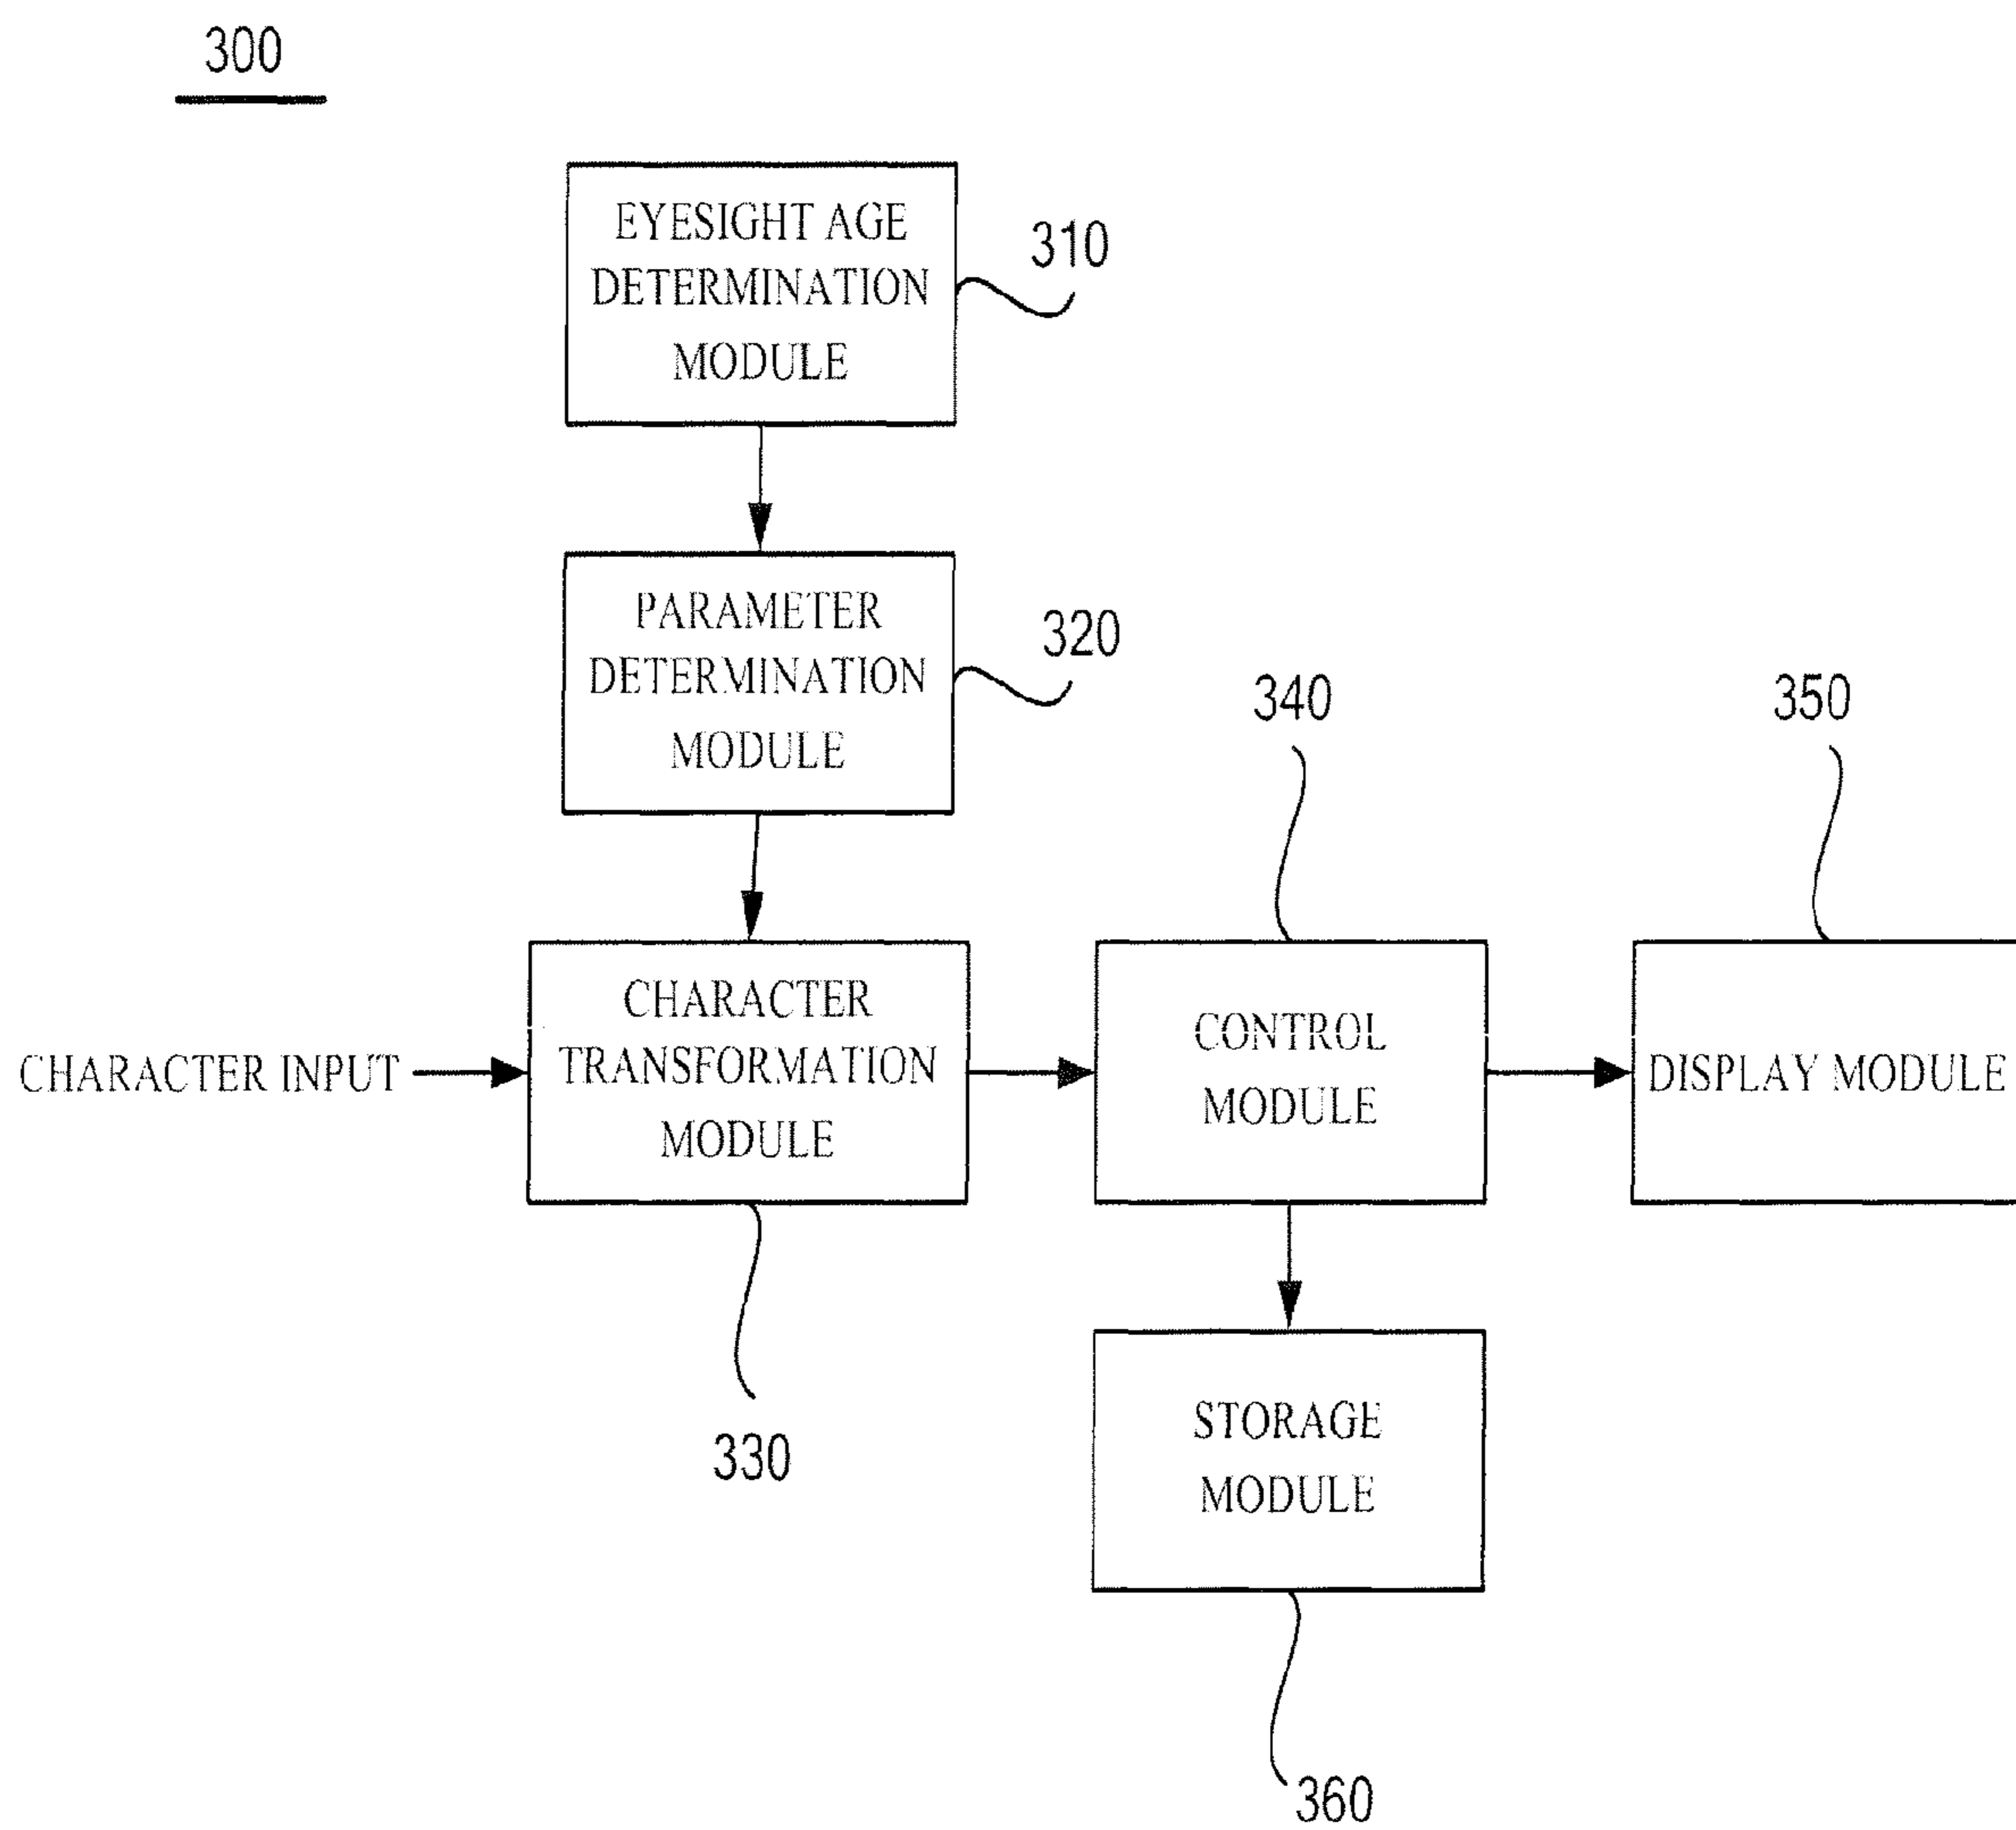 300
EYESIGHT AGE
DETERMINATION
MODULE
310
PARAMETER
DETERMINATION
MODULE
320
340
350
CHARACTER INPUT
CHARACTER
TRANSFORMATION
MODULE
CONTROL
MODULE
DISPLAY MODULE
330
STORAGE
MODULE
360